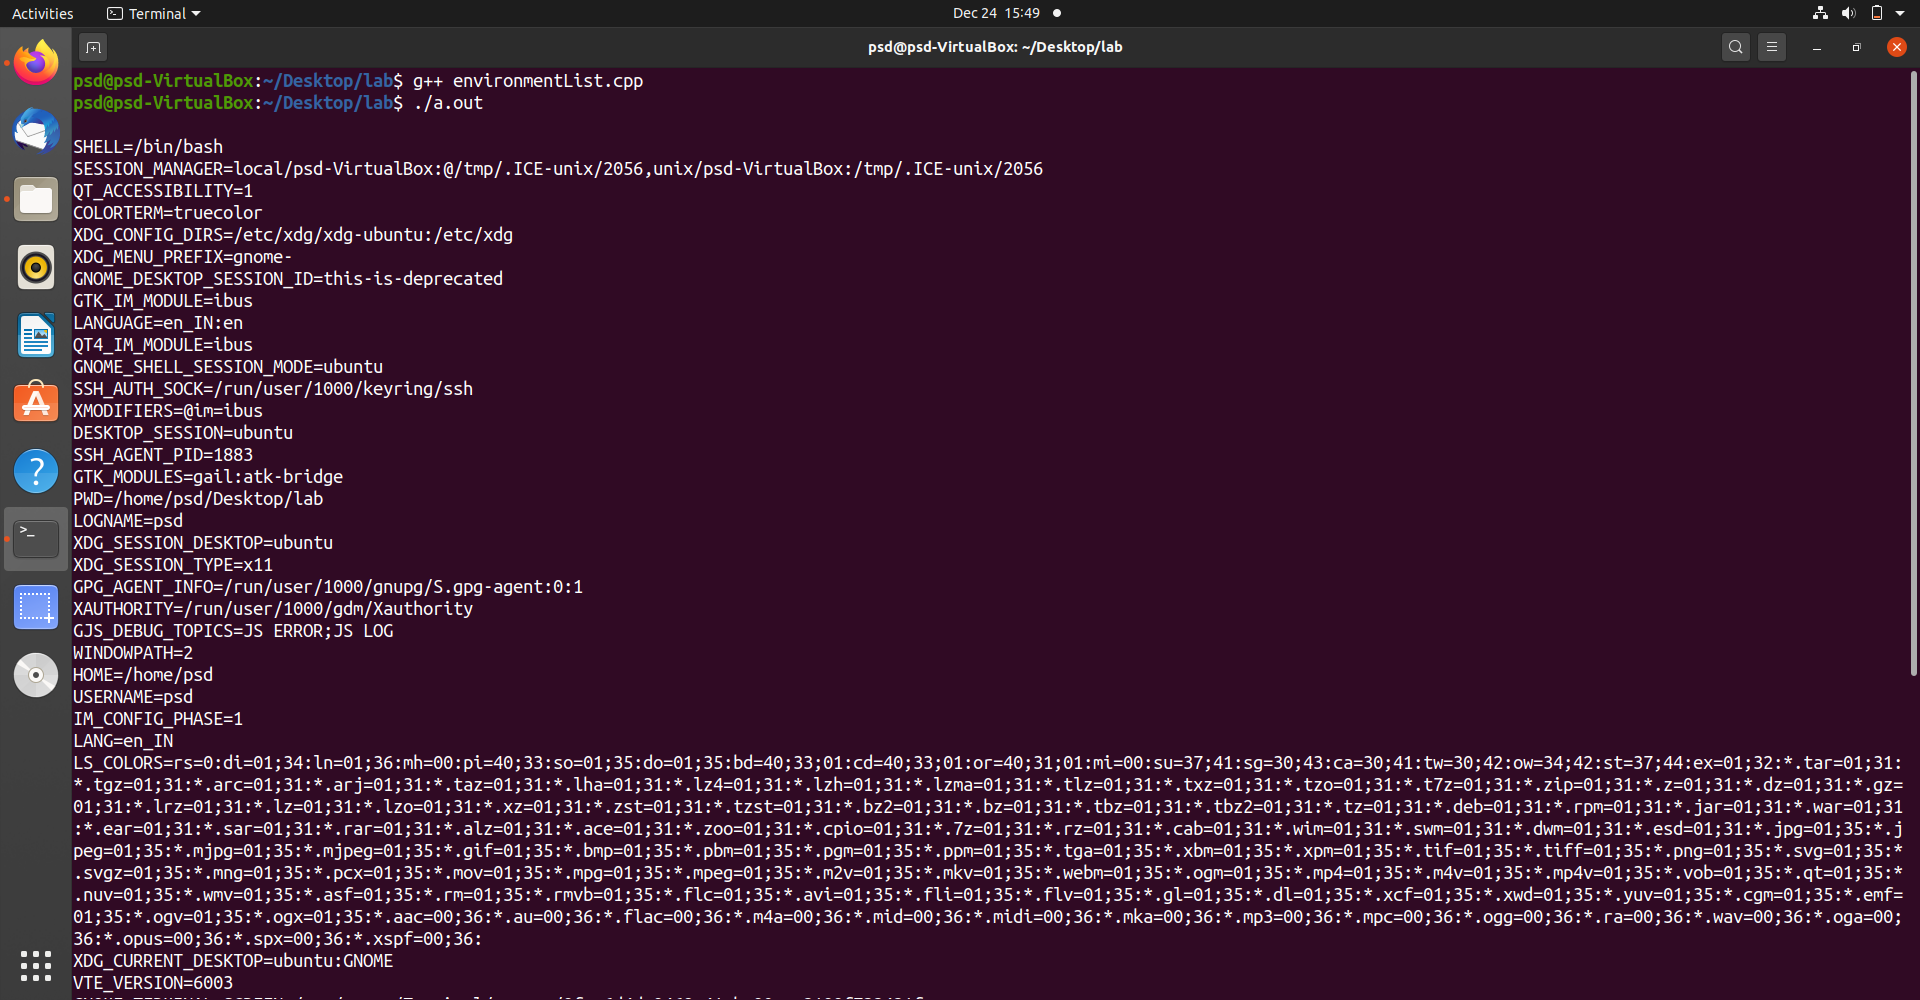 Activities
Terminal
Dec 24 15:49
psd@psd-VirtualBox: ~/Desktop/lab
psd@psd-VirtualBox:~/Desktop/lab$ g++ environmentList.cpp
psd@psd-VirtualBox:~/Desktop/lab$ ./a.out
SHELL=/bin/bash
SESSION_MANAGER=local/psd-VirtualBox:@/tmp/.ICE-unix/2056,unix/psd-VirtualBox:/tmp/.ICE-unix/2056
QT_ACCESSIBILITY=1
COLORTERM=truecolor
XDG_CONFIG_DIRS=/etc/xdg/xdg-ubuntu:/etc/xdg
XDG_MENU_PREFIX=gnome-
GNOME_DESKTOP_SESSION_ID=this-is-deprecated
GTK_IM_MODULE=ibus
LANGUAGE=en_IN:en
QT4_IM_MODULE=ibus
GNOME_SHELL_SESSION_MODE=ubuntu
SSH_AUTH_SOCK=/run/user/1000/keyring/ssh
XMODIFIERS=@im=ibus
DESKTOP_SESSION=ubuntu
SSH_AGENT_PID=1883
GTK_MODULES=gail:atk-bridge
PWD=/home/psd/Desktop/lab
LOGNAME=psd
XDG_SESSION_DESKTOP=ubuntu
XDG_SESSION_TYPE=x11
GPG_AGENT_INFO=/run/user/1000/gnupg/S.gpg-agent:0:1
XAUTHORITY=/run/user/1000/gdm/Xauthority
GJS_DEBUG_TOPICS=JS ERROR;JS LOG
WINDOWPATH=2
HOME=/home/psd
USERNAME=psd
IM_CONFIG_PHASE=1
LANG=en_IN
LS_COLORS=rs=0:di=01;34:ln=01;36:mh=00:pi=40;33:so=01;35:do=01;35:bd=40;33;01:cd=40;33;01:or=40;31;01:mi=00:su=37;41:sg=30;43:ca=30;41:tw=30;42:ow=34;42:st=37;44:ex=01;32:*.tar=01;31:
*.tgz=01;31:*.arc=01;31:*.arj=01;31:*.taz=01;31:*.lha=01;31:*.lz4=01;31:*.lzh=01;31:*.lzma=01;31:*.tlz=01;31:*.txz=01;31:*.tzo=01;31:*.t7z=01;31:*.zip=01;31:*.z=01;31:*.dz=01;31:*.gz=
01;31:*.lrz=01;31:*.lz=01;31:*.lzo=01;31:*.xz=01;31:*.zst=01;31:*.tzst=01;31:*.bz2=01;31:*.bz=01;31:*.tbz=01;31:*.tbz2=01;31:*.tz=01;31:*.deb=01;31:*.rpm=01;31:*.jar=01;31:*.war=01;31
:*.ear=01;31:*.sar=01;31:*.rar=01;31:*.alz=01;31:*.ace=01;31:*.zoo=01;31:*.cpio=01;31:*.7z=01;31:*.rz=01;31:*.cab=01;31:*.wim=01;31:*.swm=01;31:*.dwm=01;31:*.esd=01;31:*.jpg=01;35:*.j
peg=01;35:*.mjpg=01;35:*.mjpeg=01;35:*.gif=01;35:*.bmp=01;35:*.pbm=01;35:*.pgm=01;35:*.ppm=01;35:*.tga=01;35:*.xbm=01;35:*.xpm=01;35:*.tif=01;35:*.tiff=01;35:*.png=01;35:*.svg=01;35:*
.svgz=01;35:*.mng=01;35:*.pcx=01;35:*.mov=01;35:*.mpg=01;35:*.mpeg=01;35:*.m2v=01;35:*.mkv=01;35:*.webm=01;35:*.ogm=01;35:*.mp4=01;35:*.m4v=01;35:*.mp4v=01;35:*.vob=01;35:*.qt=01;35:*
.nuv=01;35:*.wmv=01;35:*.asf=01;35:*.rm=01;35:*.rmvb=01;35:*.flc=01;35:*.avi=01;35:*.fli=01;35:*.flv=01;35:*.gl=01;35:*.dl=01;35:*.xcf=01;35:*.xwd=01;35:*.yuv=01;35:*.cgm=01;35:*.emf=
01;35:*.ogv=01;35:*.ogx=01;35:*.aac=00;36:*.au=00;36:*.flac=00;36:*.m4a=00;36:*.mid=00;36:*.midi=00;36:*.mka=00;36:*.mp3=00;36:*.mpc=00;36:*.ogg=00;36:*.ra=00;36:*.wav=00;36:*.oga=00;
36:*.opus=00;36:*.spx=00;36:*.xspf=00;36:
XDG_CURRENT_DESKTOP=ubuntu:GNOME
VTE_VERSION=6003